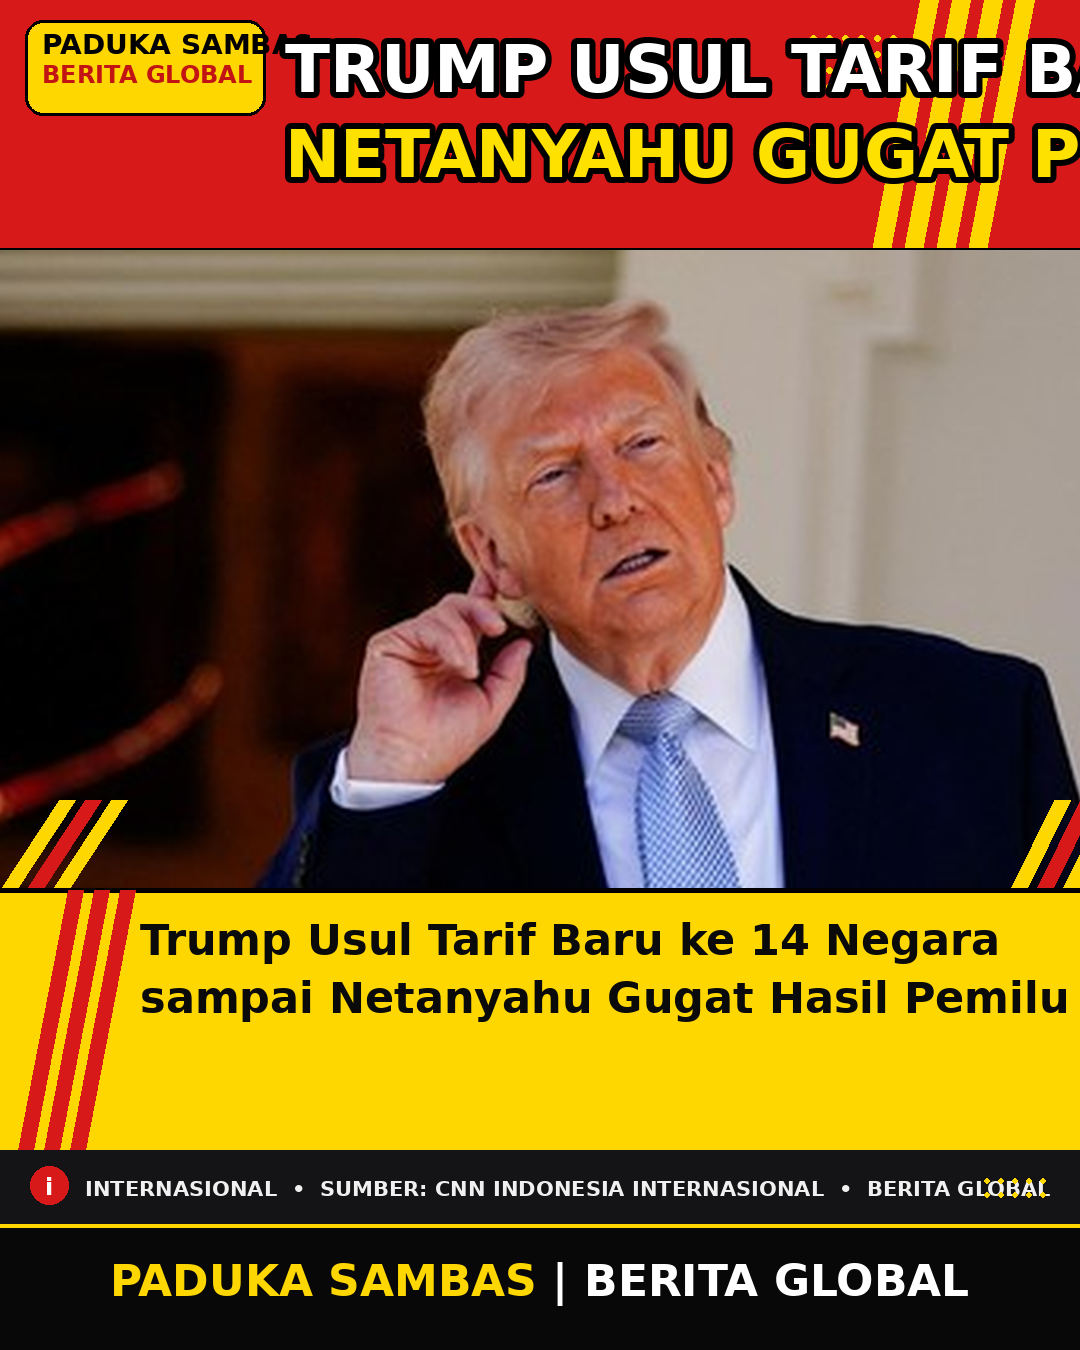 PADUKA SAMBAS
BERITA GLOBAL
TRUMP USUL TARIF BA
NETANYAHU GUGAT P
Trump Usul Tarif Baru ke 14 Negara
sampai Netanyahu Gugat Hasil Pemilu
i
INTERNASIONAL • SUMBER: CNN INDONESIA INTERNASIONAL • BERITA GLOBAL
PADUKA SAMBAS | BERITA GLOBAL